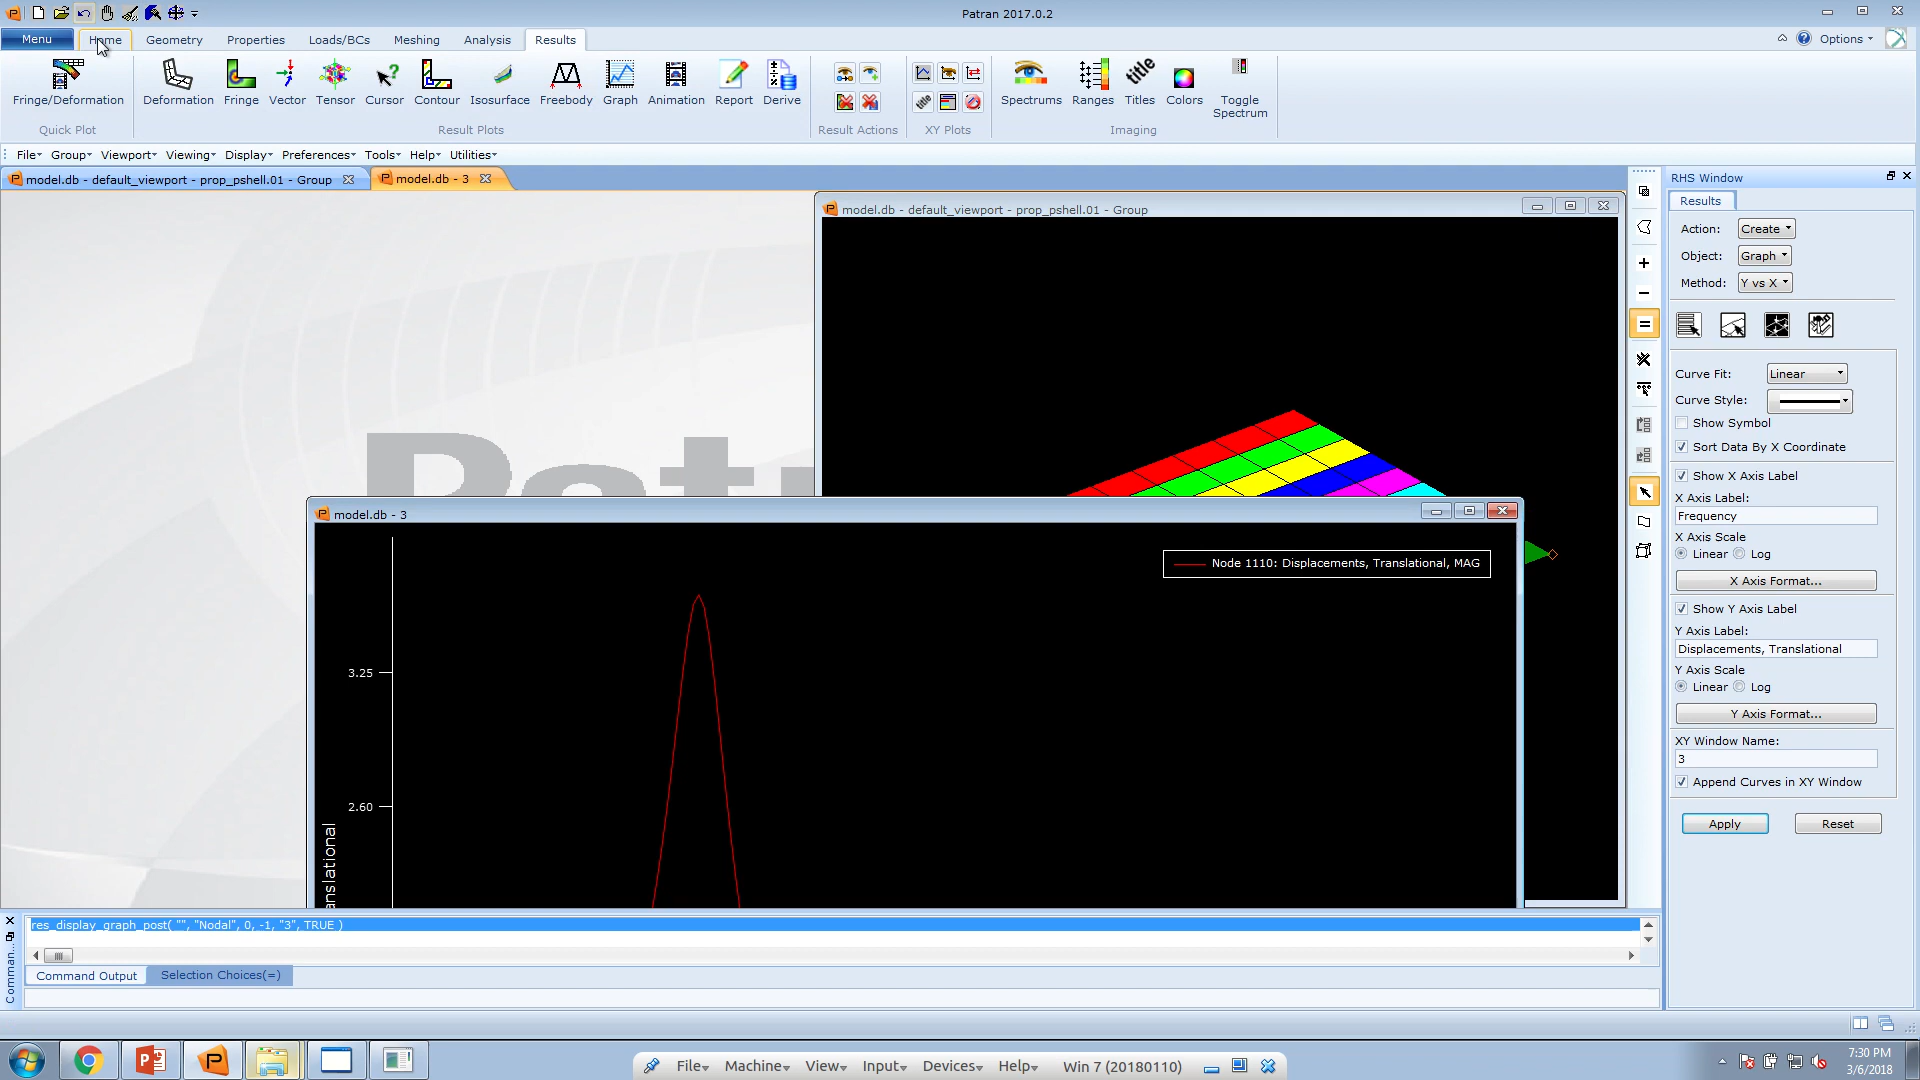 Patran 2017.0.2
Menu Home Geometry Properties Loads/BCs Meshing Analysis Results Options
Fringe/Deformation Deformation Fringe Vector Tensor Cursor Contour Isosurface Freebody Graph Animation Report Derive Spectrums Ranges Titles Colors Toggle
Spectrum
title
Quick Plot Result Plots Result Actions XY Plots Imaging
File Group Viewport Viewing Display Preferences Tools Help Utilities
model.db - default_viewport - prop_pshell.01 - Group
model.db - 3
model.db - default_viewport - prop_pshell.01 - Group
model.db - 3
Node 1110: Displacements, Translational, MAG
3.25
2.60
anslational
RHS Window
Results
Action: Create
Object: Graph
Method: Y vs X
Curve Fit: Linear
Curve Style:
Show Symbol
Sort Data By X Coordinate
Show X Axis Label
X Axis Label:
Frequency
X Axis Scale
Linear Log
X Axis Format...
Show Y Axis Label
Y Axis Label:
Displacements, Translational
Y Axis Scale
Linear Log
Y Axis Format...
XY Window Name:
3
Append Curves in XY Window
Apply Reset
Comman...
res_display_graph_post( "", "Nodal", 0, -1, "3", TRUE )
Command Output Selection Choices(=)
File Machine View Input Devices Help Win 7 (20180110)
7:30 PM
3/6/2018